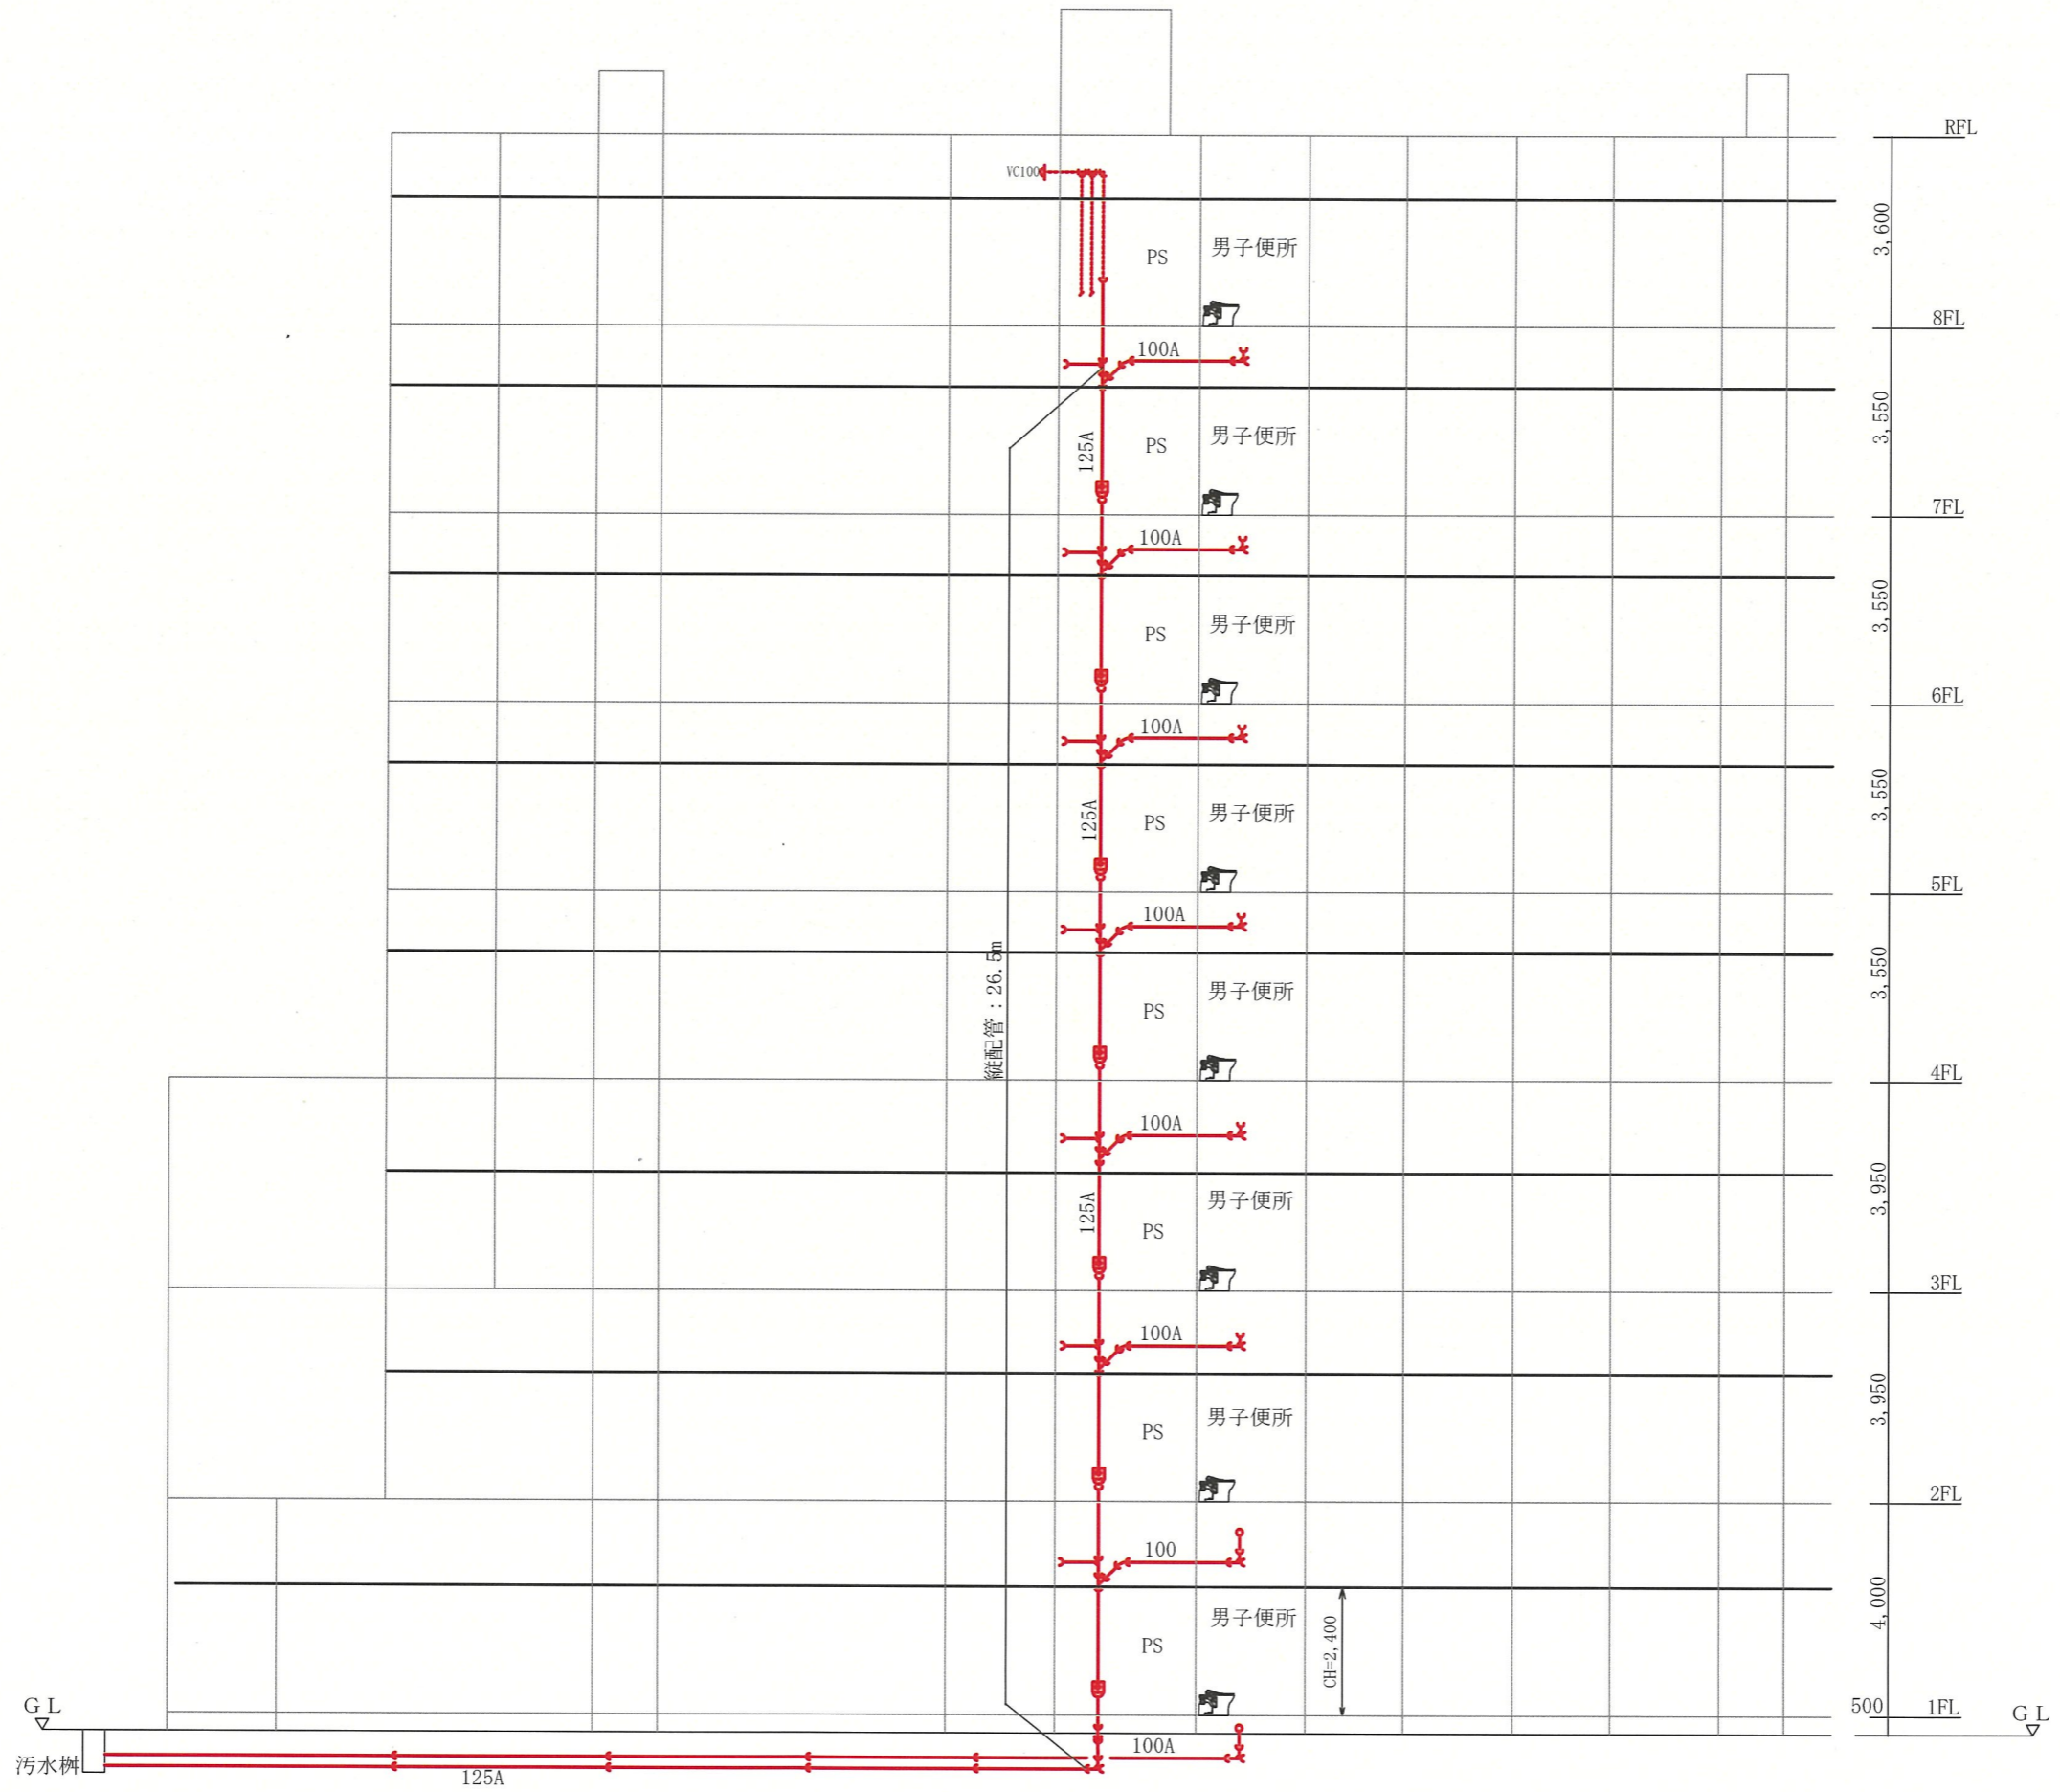 RFL
VC100
3,600
PS
男子便所
8FL
100A
125A
PS
男子便所
3,550
7FL
100A
PS
男子便所
3,550
6FL
100A
125A
PS
男子便所
3,550
5FL
100A
縦配管：26.5m
PS
男子便所
3,550
4FL
100A
125A
PS
男子便所
3,950
3FL
100A
PS
男子便所
3,950
2FL
100
PS
男子便所
CH=2,400
4,000
GL
500
1FL
GL
汚水桝
100A
125A